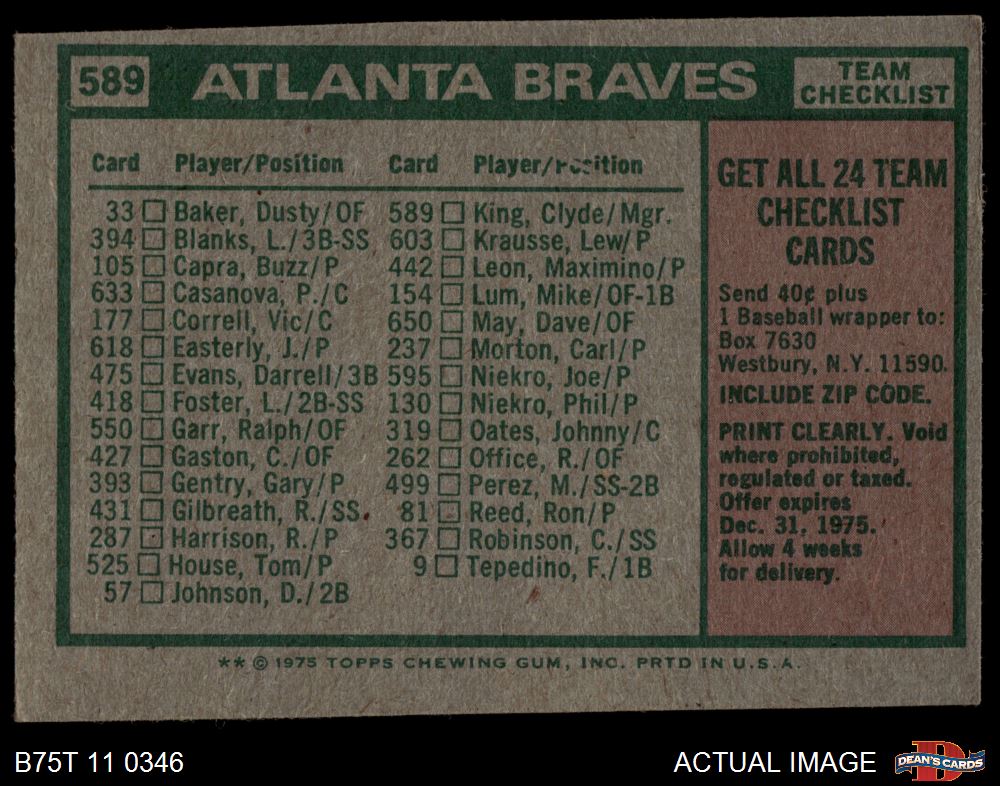 589 ATLANTA BRAVES TEAM CHECKLIST
Card Player/Position
33 Baker, Dusty/OF
394 Blanks, L./3B-SS
105 Capra, Buzz/P
633 Casanova, P./C
177 Correll, Vic/C
618 Easterly, J./P
475 Evans, Darrell/3B
418 Foster, L./2B-SS
550 Garr, Ralph/OF
427 Gaston, C./OF
393 Gentry, Gary/P
431 Gilbreath, R./SS
287 Harrison, R./P
525 House, Tom/P
57 Johnson, D./2B
Card Player/Position
589 King, Clyde/Mgr.
603 Krausse, Lew/P
442 Leon, Maximino/P
154 Lum, Mike/OF-1B
650 May, Dave/OF
237 Morton, Carl/P
595 Niekro, Joe/P
130 Niekro, Phil/P
319 Oates, Johnny/C
262 Office, R./OF
499 Perez, M./SS-2B
81 Reed, Ron/P
367 Robinson, C./SS
9 Tepedino, F./1B
GET ALL 24 TEAM
CHECKLIST
CARDS
Send 40¢ plus
1 Baseball wrapper to:
Box 7630
Westbury, N.Y. 11590.
INCLUDE ZIP CODE.
PRINT CLEARLY. Void
where prohibited,
regulated or taxed.
Offer expires
Dec. 31, 1975.
Allow 4 weeks
for delivery.
** © 1975 TOPPS CHEWING GUM, INC. PRTD IN U.S.A.
B75T 11 0346
ACTUAL IMAGE
DEAN'S CARDS